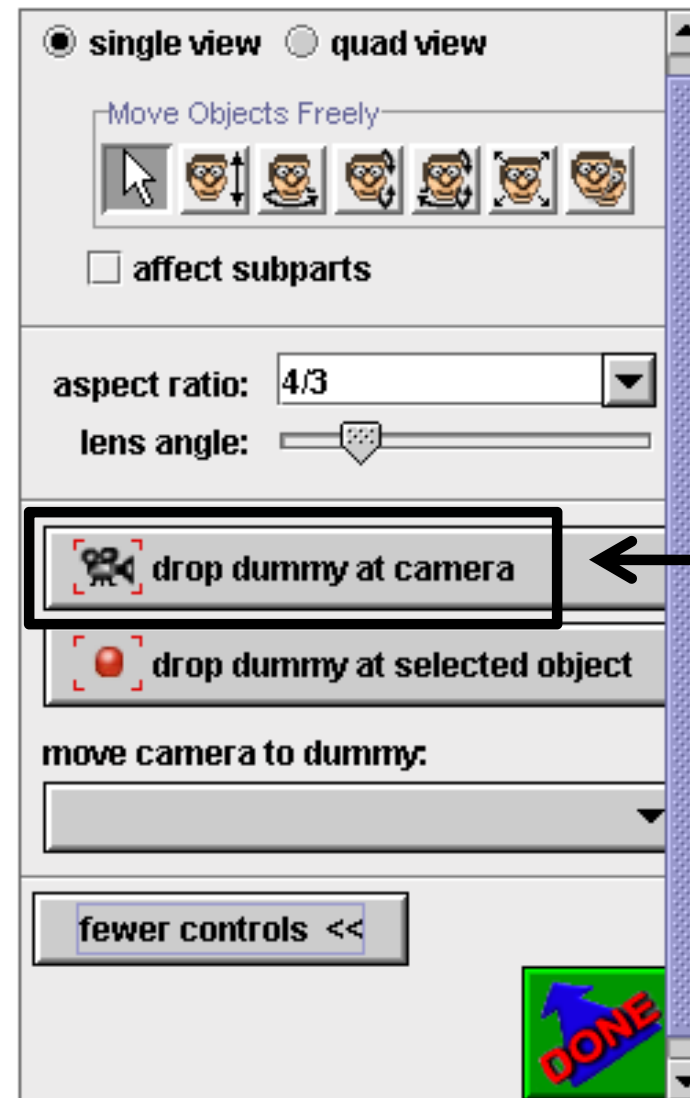 single view quad view
Move Objects Freely
affect subparts
aspect ratio: 4/3
lens angle:
drop dummy at camera
drop dummy at selected object
move camera to dummy:
fewer controls <<
DONE